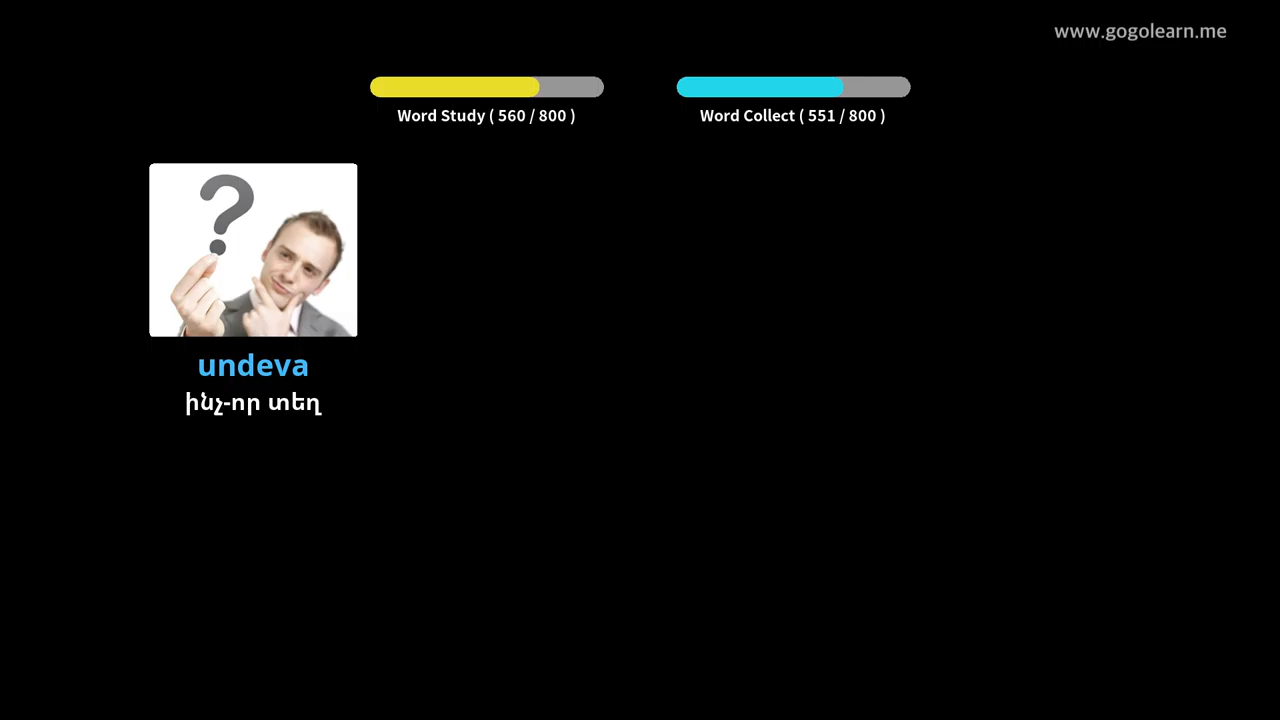 www.gogolearn.me
Word Study ( 560 / 800 )
Word Collect ( 551 / 800 )
?
undeva
ինչ-որ տեղ